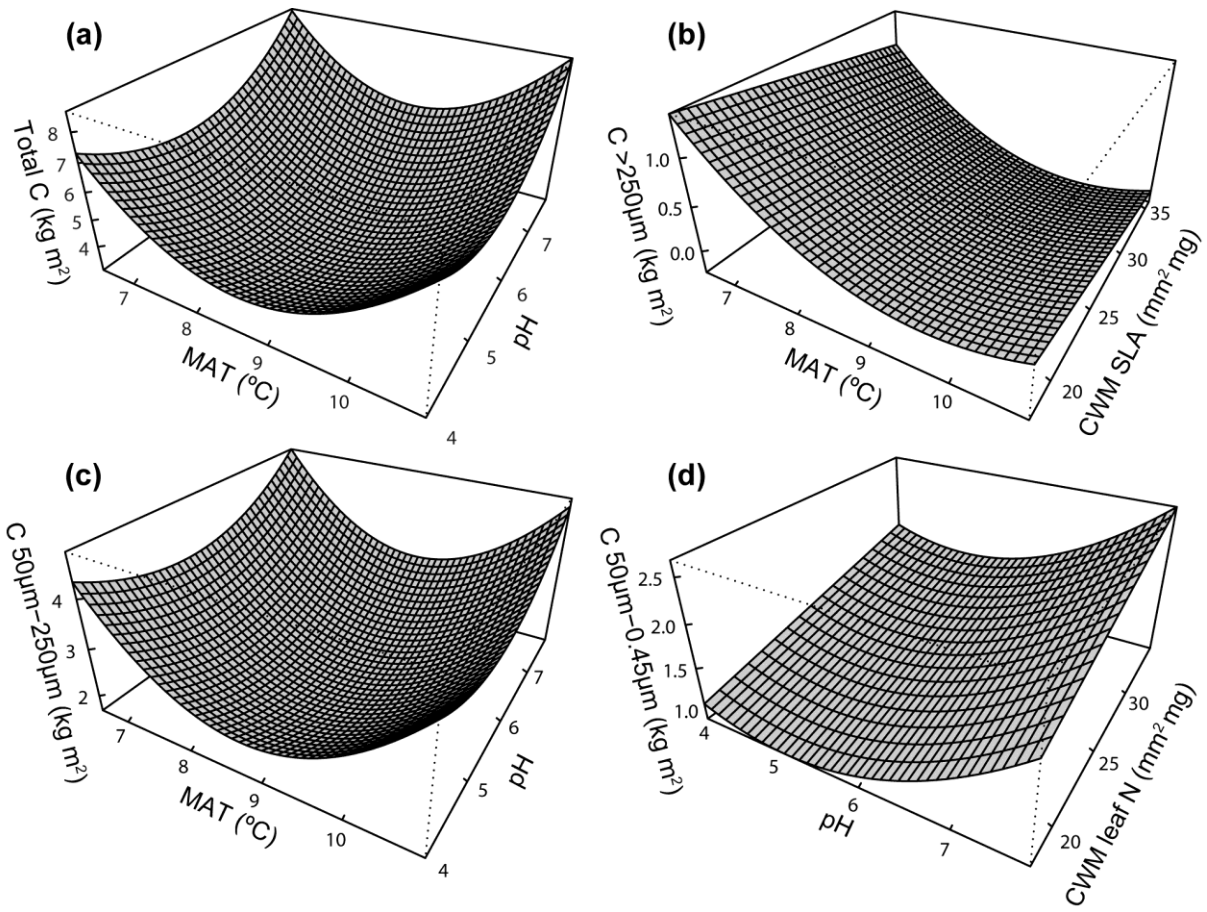 (a)
Total C (kg m²)
8
7
6
5
4
7
8
9
10
MAT (ºC)
4
5
6
7
pH
(b)
C >250µm (kg m²)
1.0
0.5
0.0
7
8
9
10
MAT (ºC)
20
25
30
35
CWM SLA (mm² mg)
(c)
C 50µm−250µm (kg m²)
4
3
2
7
8
9
10
MAT (ºC)
4
5
6
7
pH
(d)
C 50µm−0.45µm (kg m²)
2.5
2.0
1.5
1.0
4
5
6
7
pH
20
25
30
CWM leaf N (mm² mg)